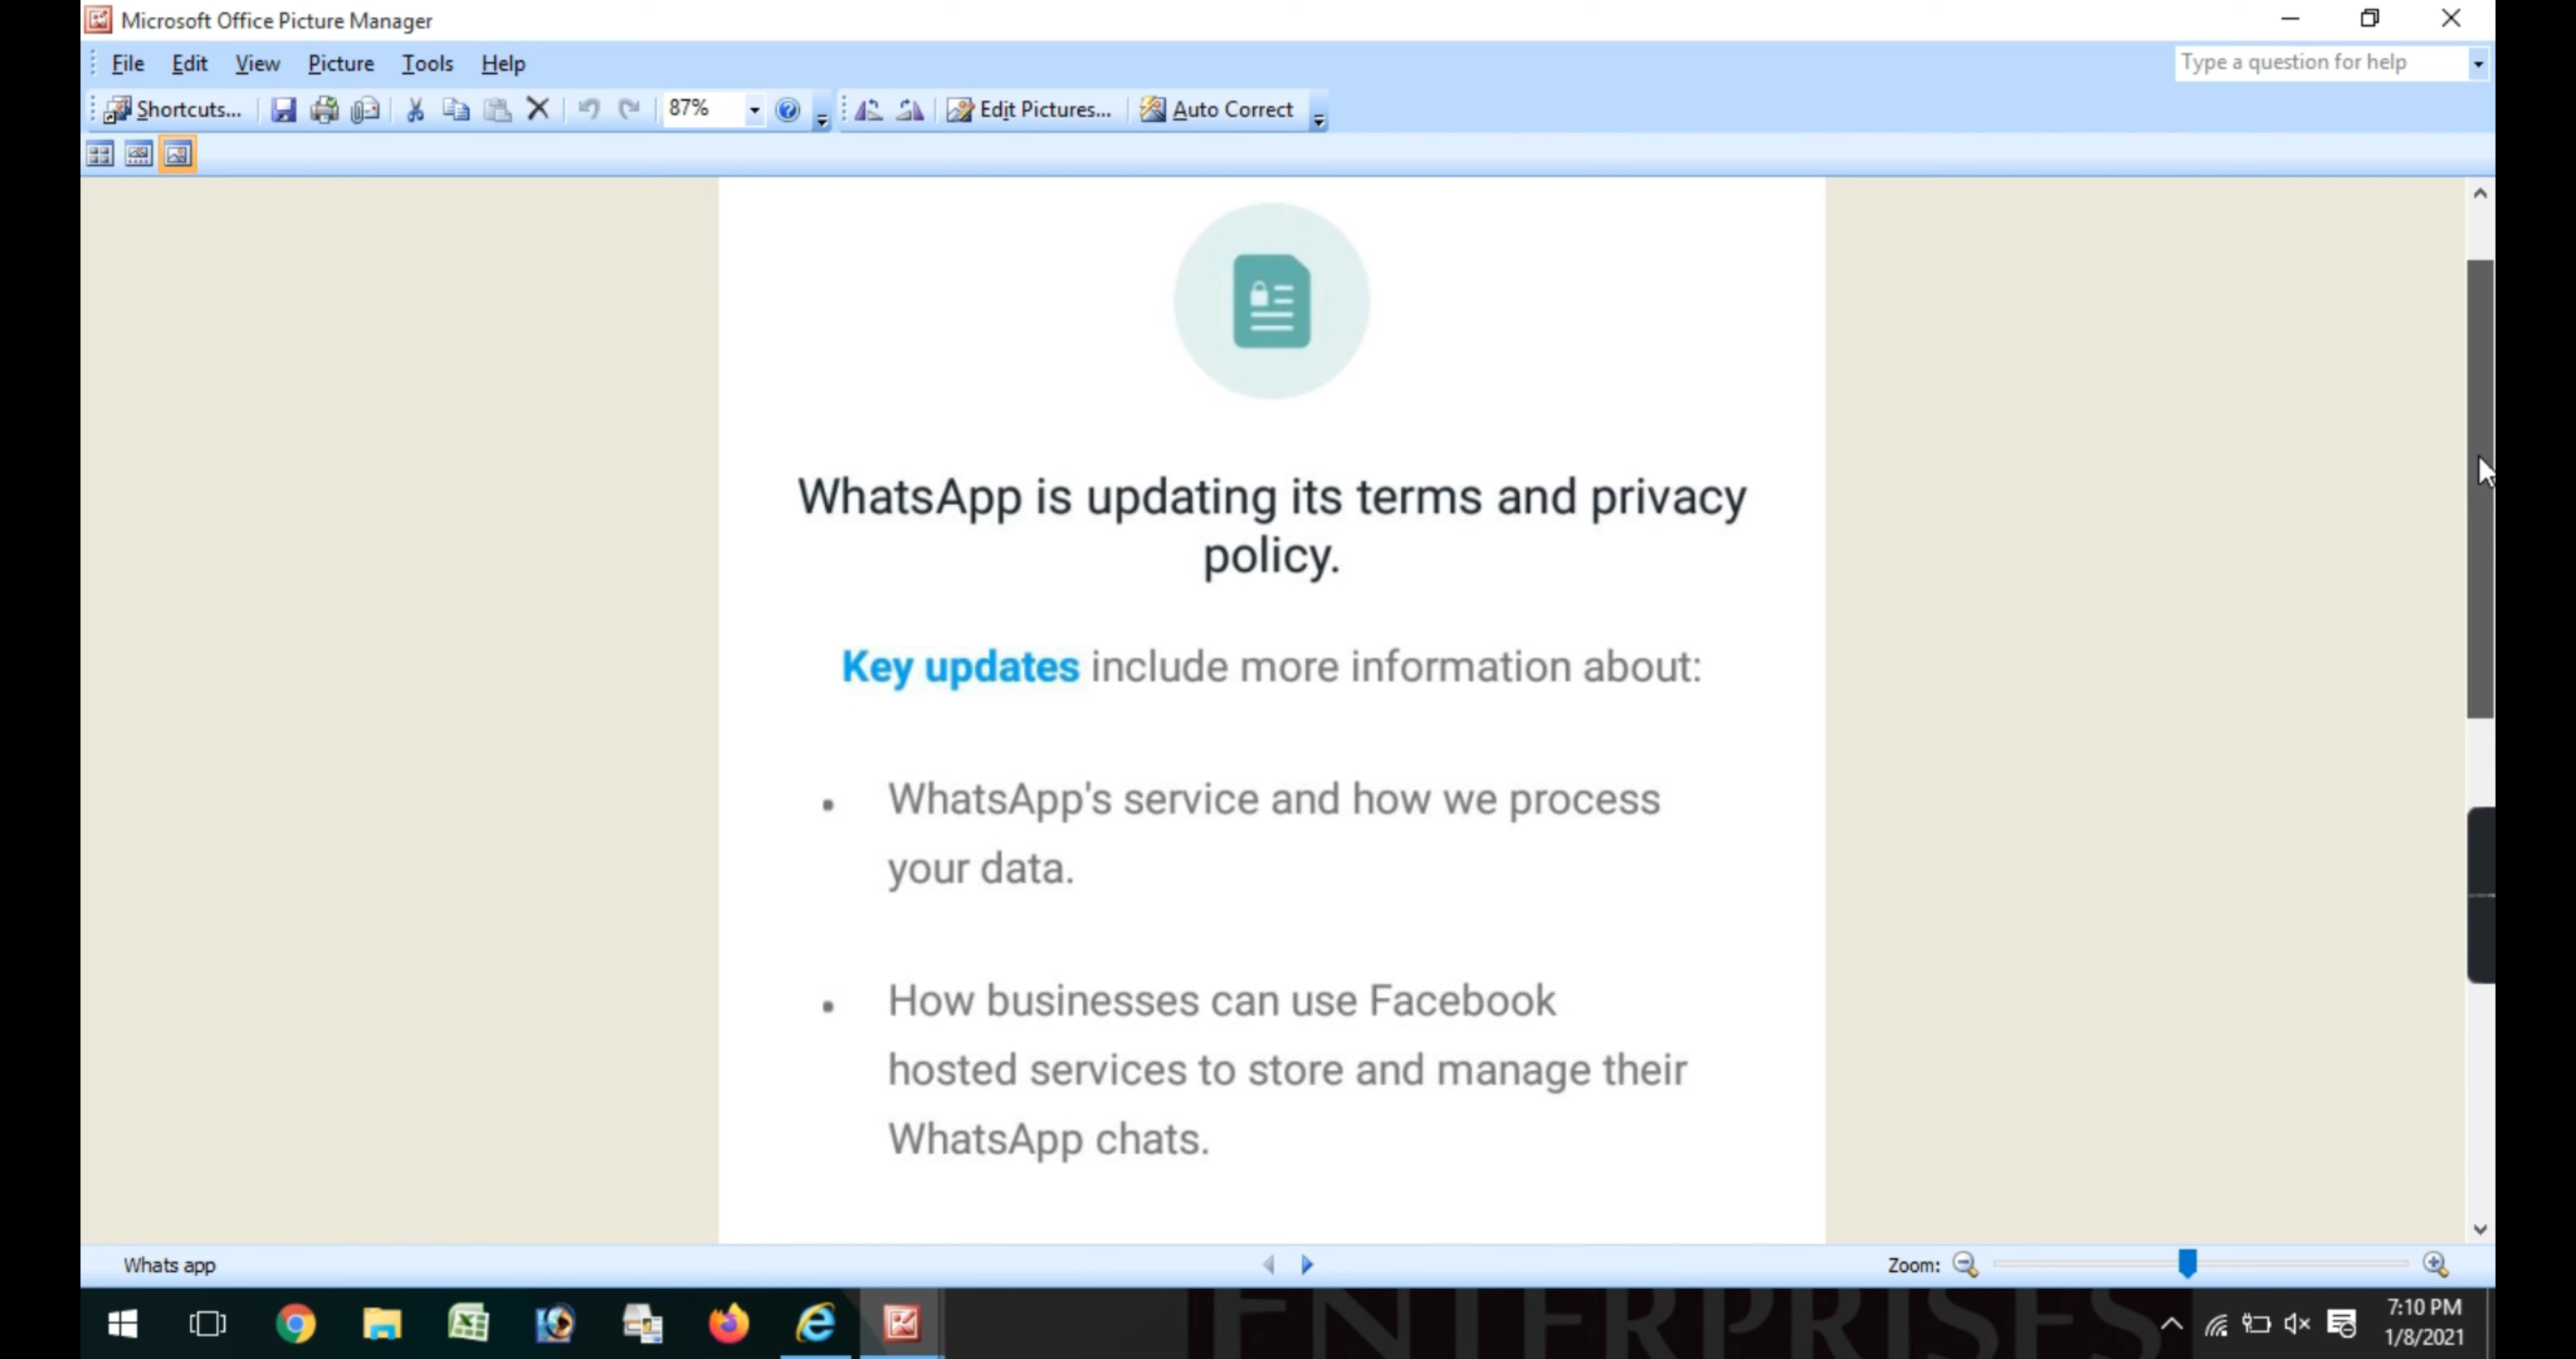 Microsoft Office Picture Manager
File Edit View Picture Tools Help
Type a question for help
Shortcuts... 87% Edit Pictures... Auto Correct
WhatsApp is updating its terms and privacy
policy.
Key updates include more information about:
▪ WhatsApp's service and how we process
your data.
▪ How businesses can use Facebook
hosted services to store and manage their
WhatsApp chats.
Whats app
Zoom:
ENTERPRISES
7:10 PM
1/8/2021